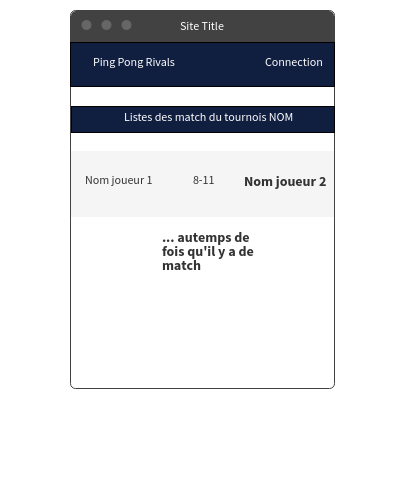 Site Title
Ping Pong Rivals Connection
Listes des match du tournois NOM
Nom joueur 1 8-11 Nom joueur 2
... autemps de
fois qu'il y a de
match